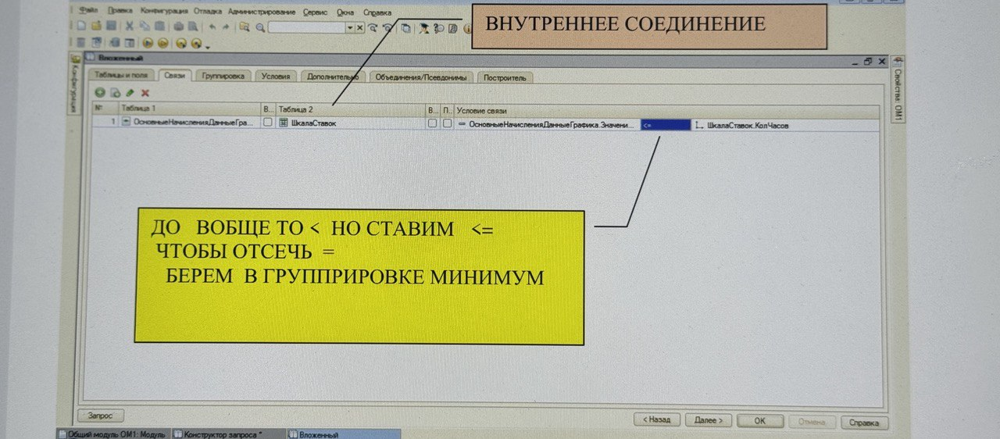 Файл Правка Конфигурация Отладка Администрирование Сервис Окна Справка
ВНУТРЕННЕЕ СОЕДИНЕНИЕ
Вложенный
Таблицы и поля Связи Группировка Условия Дополнительно Объединения/Псевдонимы Построитель
№ Таблица 1 В... Таблица 2 В... П... Условие связи
1 ОсновныеНачисленияДанныеГра... ШкалаСтавок ОсновныеНачисленияДанныеГрафика.Значени... <= ШкалаСтавок.КолЧасов
Свойства: ОМ1
ДО ВОБЩЕ ТО < НО СТАВИМ <=
ЧТОБЫ ОТСЕЧЬ =
БЕРЕМ В ГРУППРИРОВКЕ МИНИМУМ
Запрос
< Назад Далее > ОК Отмена Справка
Общий модуль ОМ1: Модуль Конструктор запроса * Вложенный